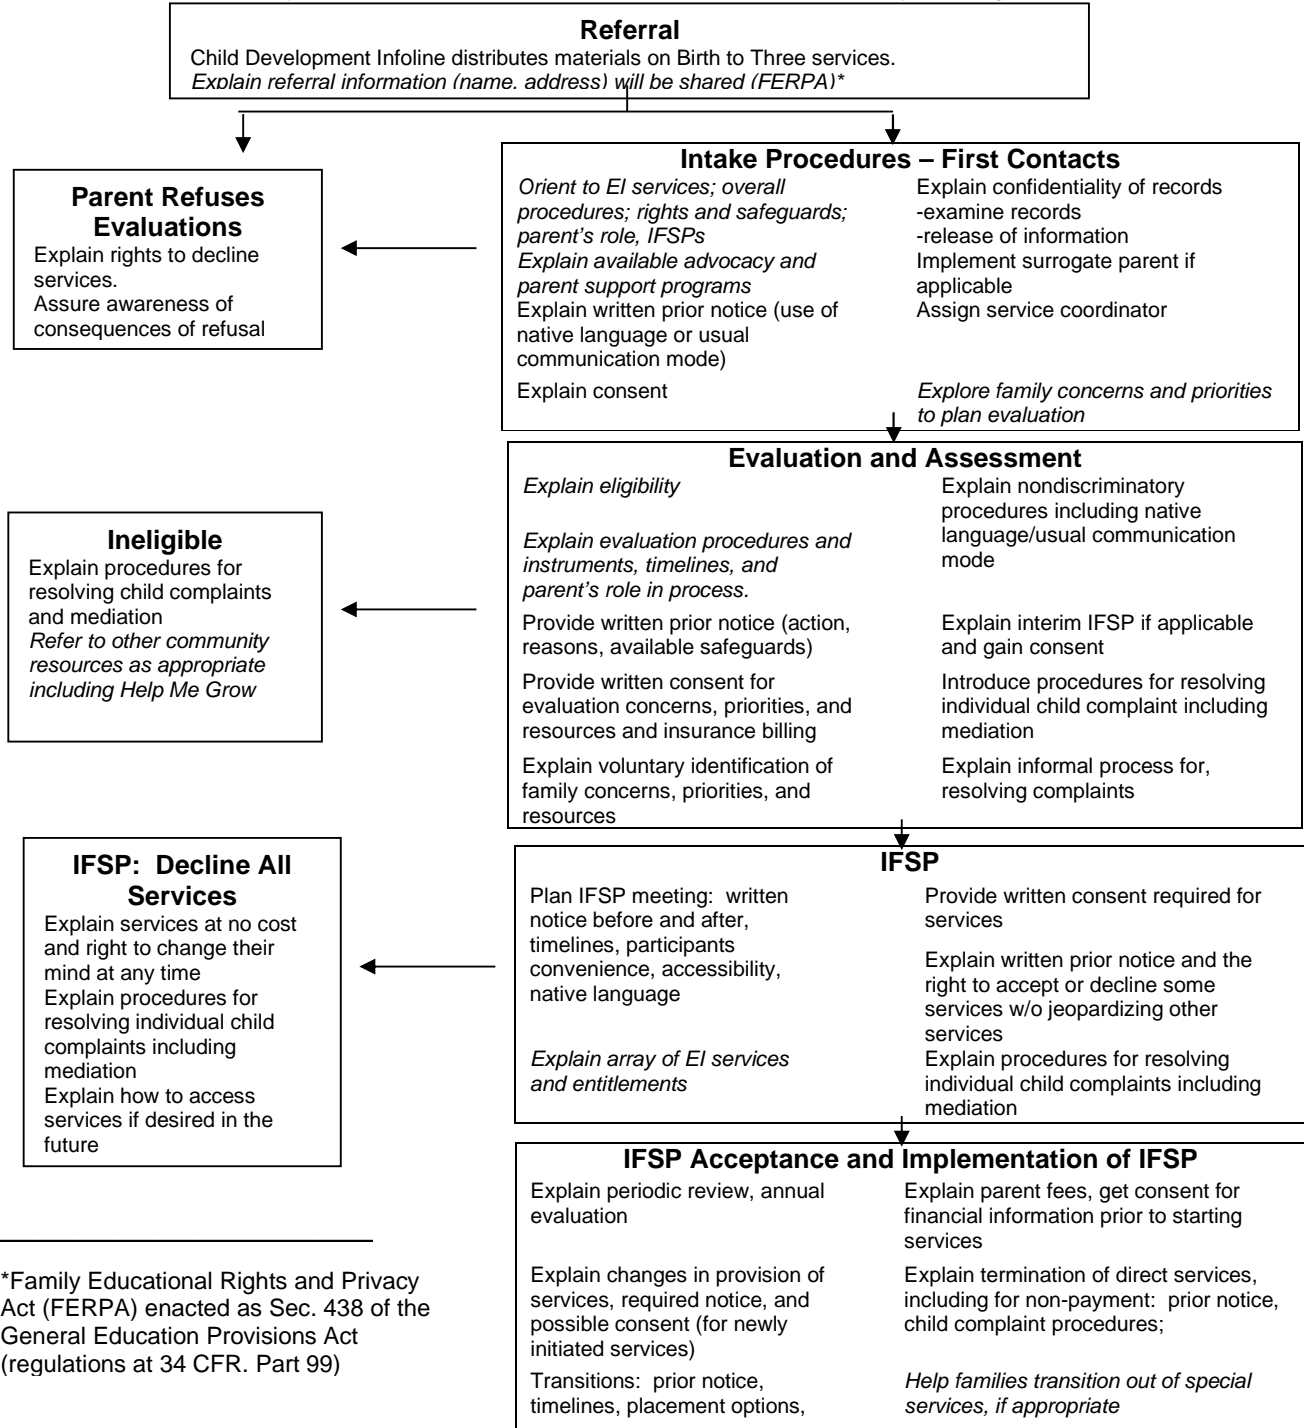 Referral
Child Development Infoline distributes materials on Birth to Three services.
Explain referral information (name, address) will be shared (FERPA)*
Parent Refuses
Evaluations
Explain rights to decline
services.
Assure awareness of
consequences of refusal
Intake Procedures – First Contacts
Orient to EI services; overall
procedures; rights and safeguards;
parent's role, IFSPs
Explain available advocacy and
parent support programs
Explain written prior notice (use of
native language or usual
communication mode)
Explain consent
Explain confidentiality of records
-examine records
-release of information
Implement surrogate parent if
applicable
Assign service coordinator
Explore family concerns and priorities
to plan evaluation
Ineligible
Explain procedures for
resolving child complaints
and mediation
Refer to other community
resources as appropriate
including Help Me Grow
Evaluation and Assessment
Explain eligibility
Explain evaluation procedures and
instruments, timelines, and
parent's role in process.
Provide written prior notice (action,
reasons, available safeguards)
Provide written consent for
evaluation concerns, priorities, and
resources and insurance billing
Explain voluntary identification of
family concerns, priorities, and
resources
Explain nondiscriminatory
procedures including native
language/usual communication
mode
Explain interim IFSP if applicable
and gain consent
Introduce procedures for resolving
individual child complaint including
mediation
Explain informal process for,
resolving complaints
IFSP: Decline All
Services
Explain services at no cost
and right to change their
mind at any time
Explain procedures for
resolving individual child
complaints including
mediation
Explain how to access
services if desired in the
future
IFSP
Plan IFSP meeting: written
notice before and after,
timelines, participants
convenience, accessibility,
native language
Explain array of EI services
and entitlements
Provide written consent required for
services
Explain written prior notice and the
right to accept or decline some
services w/o jeopardizing other
services
Explain procedures for resolving
individual child complaints including
mediation
IFSP Acceptance and Implementation of IFSP
Explain periodic review, annual
evaluation
Explain changes in provision of
services, required notice, and
possible consent (for newly
initiated services)
Transitions: prior notice,
timelines, placement options,
Explain parent fees, get consent for
financial information prior to starting
services
Explain termination of direct services,
including for non-payment: prior notice,
child complaint procedures;
Help families transition out of special
services, if appropriate
*Family Educational Rights and Privacy
Act (FERPA) enacted as Sec. 438 of the
General Education Provisions Act
(regulations at 34 CFR. Part 99)